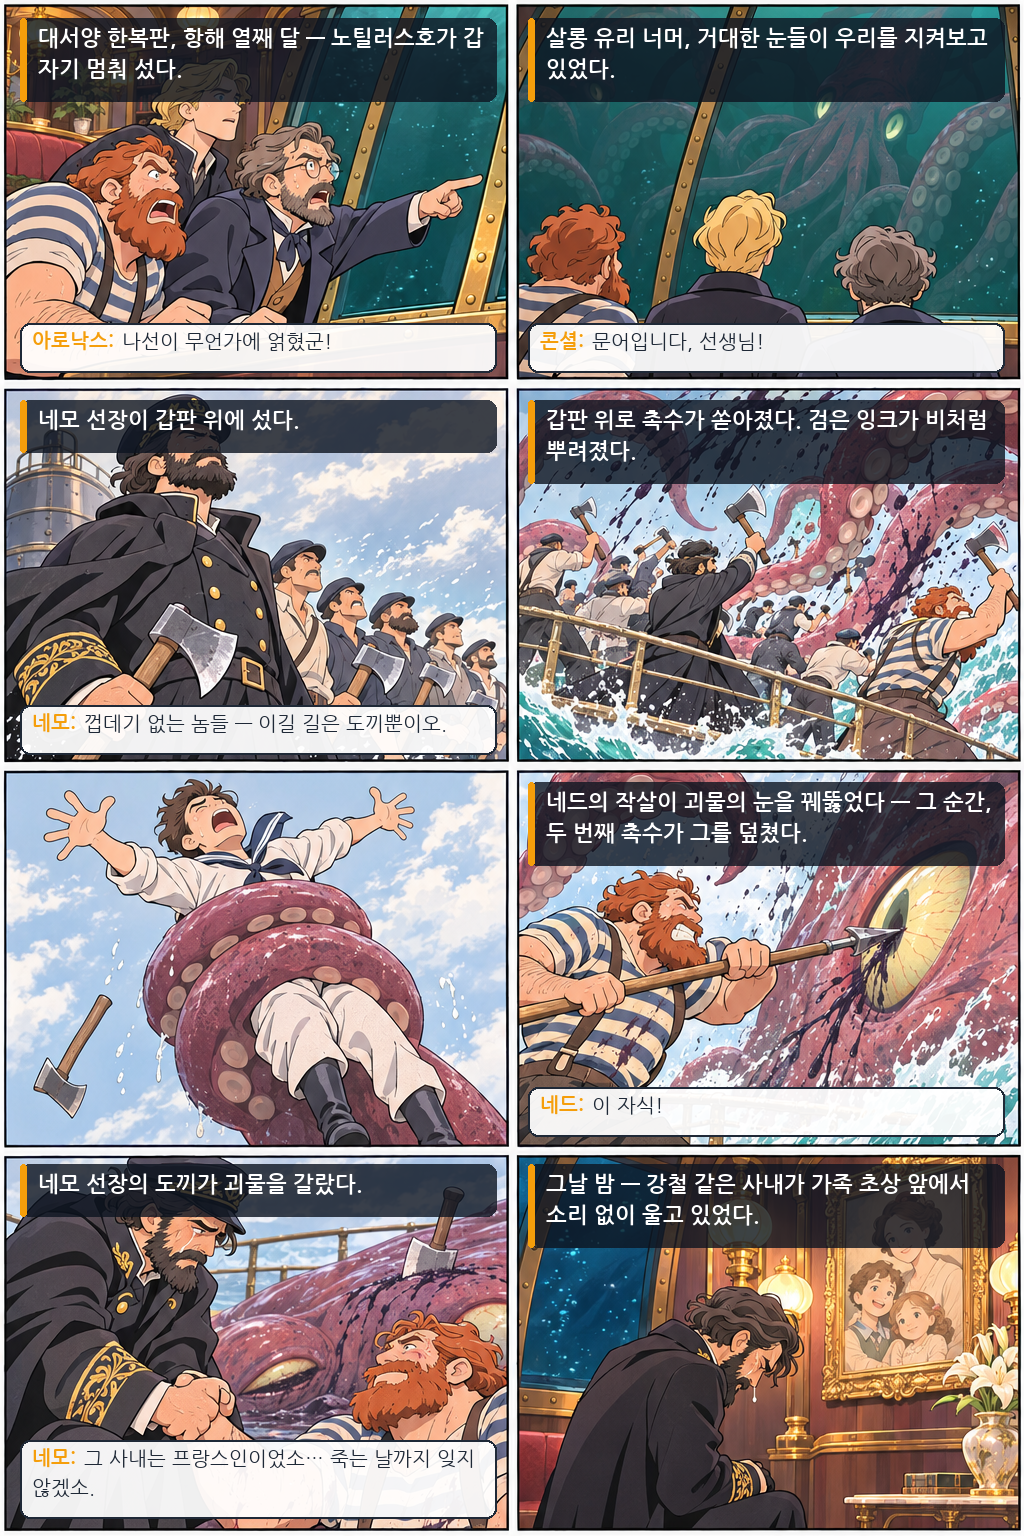 대서양 한복판, 항해 열째 달 — 노틸러스호가 갑
자기 멈춰 섰다.
아로낙스: 나선이 무언가에 얽혔군!
살롱 유리 너머, 거대한 눈들이 우리를 지켜보고
있었다.
콘셜: 문어입니다, 선생님!
네모 선장이 갑판 위에 섰다.
네모: 껍데기 없는 놈들 — 이길 길은 도끼뿐이오.
갑판 위로 촉수가 쏟아졌다. 검은 잉크가 비처럼
뿌려졌다.
네드의 작살이 괴물의 눈을 꿰뚫었다 — 그 순간,
두 번째 촉수가 그를 덮쳤다.
네드: 이 자식!
네모 선장의 도끼가 괴물을 갈랐다.
네모: 그 사내는 프랑스인이었소… 죽는 날까지 잊지
않겠소.
그날 밤 — 강철 같은 사내가 가족 초상 앞에서
소리 없이 울고 있었다.